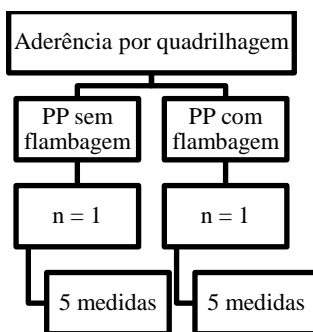 Aderência por quadrilhagem
PP sem
flambagem
PP com
flambagem
n = 1
n = 1
5 medidas
5 medidas